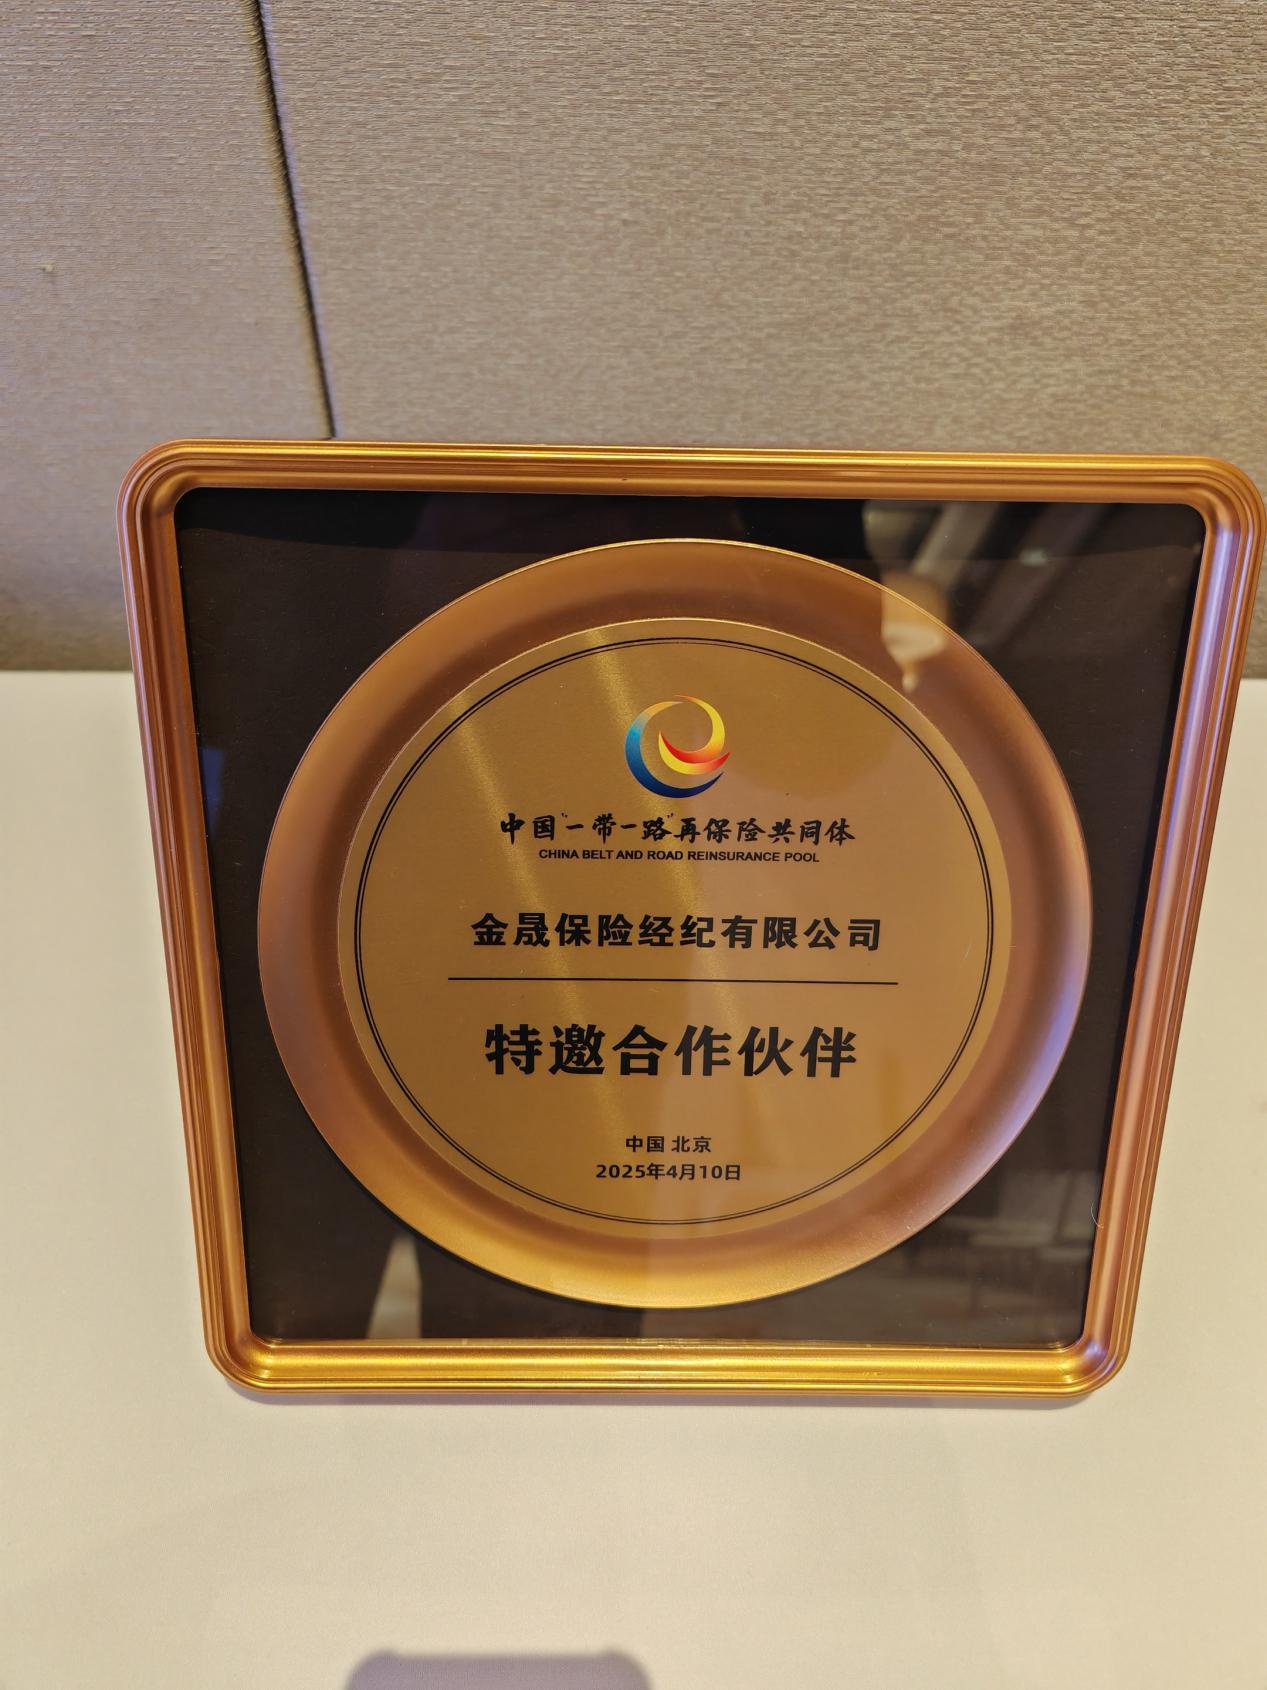 中国“一带一路”再保险共同体
CHINA BELT AND ROAD REINSURANCE POOL
金晟保险经纪有限公司
特邀合作伙伴
中国 北京
2025年4月10日